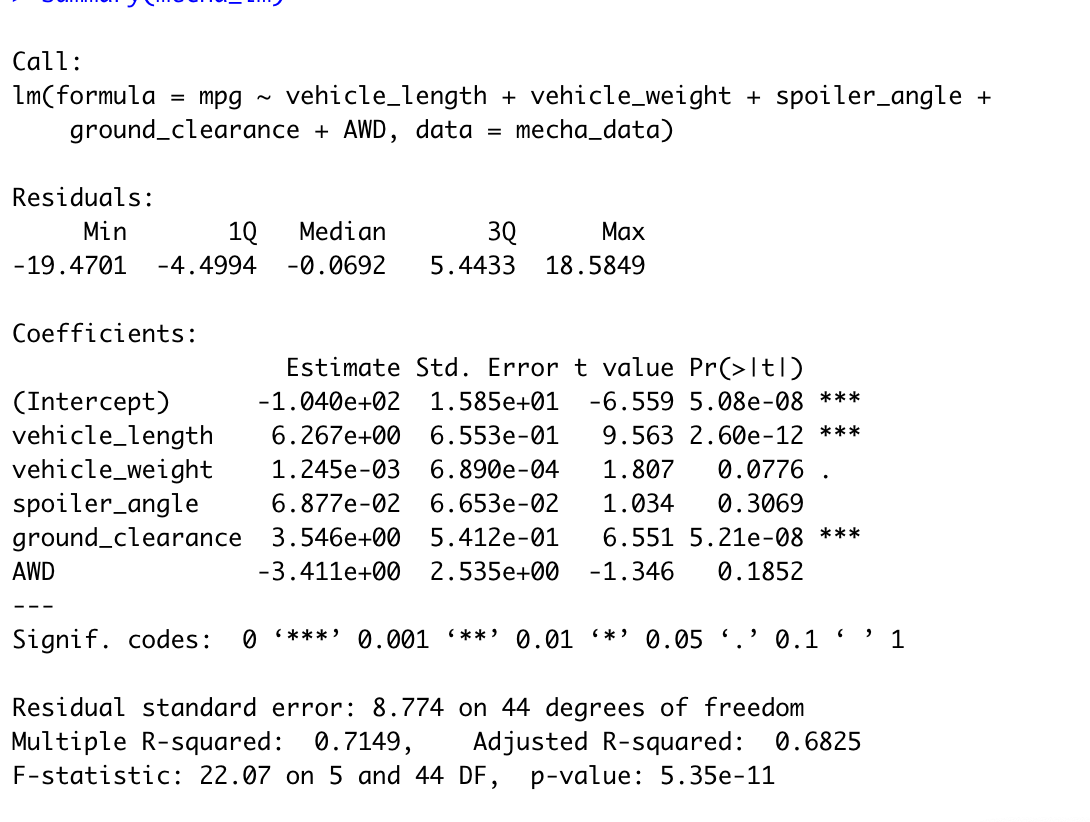 > summary(mecha_lm)

Call:
lm(formula = mpg ~ vehicle_length + vehicle_weight + spoiler_angle +
    ground_clearance + AWD, data = mecha_data)

Residuals:
     Min       1Q   Median       3Q      Max
-19.4701  -4.4994  -0.0692   5.4433  18.5849

Coefficients:
                   Estimate Std. Error t value Pr(>|t|)
(Intercept)      -1.040e+02  1.585e+01  -6.559 5.08e-08 ***
vehicle_length    6.267e+00  6.553e-01   9.563 2.60e-12 ***
vehicle_weight    1.245e-03  6.890e-04   1.807   0.0776 .
spoiler_angle     6.877e-02  6.653e-02   1.034   0.3069
ground_clearance  3.546e+00  5.412e-01   6.551 5.21e-08 ***
AWD              -3.411e+00  2.535e+00  -1.346   0.1852
---
Signif. codes:  0 ‘***’ 0.001 ‘**’ 0.01 ‘*’ 0.05 ‘.’ 0.1 ‘ ’ 1

Residual standard error: 8.774 on 44 degrees of freedom
Multiple R-squared:  0.7149,    Adjusted R-squared:  0.6825
F-statistic: 22.07 on 5 and 44 DF,  p-value: 5.35e-11